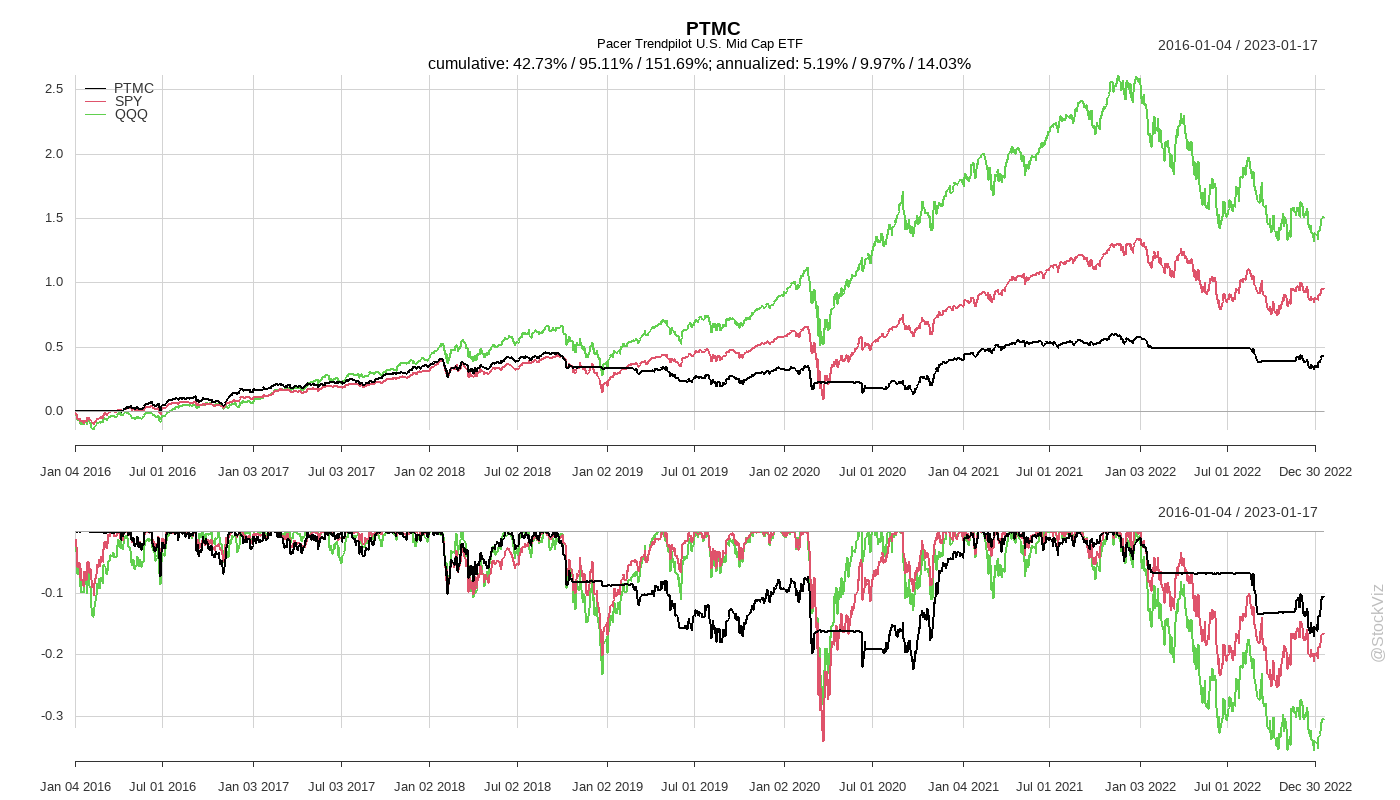 PTMC
Pacer Trendpilot U.S. Mid Cap ETF
2016-01-04 / 2023-01-17
cumulative: 42.73% / 95.11% / 151.69%; annualized: 5.19% / 9.97% / 14.03%
PTMC
SPY
QQQ
2.5
2.0
1.5
1.0
0.5
0.0
Jan 04 2016 Jul 01 2016 Jan 03 2017 Jul 03 2017 Jan 02 2018 Jul 02 2018 Jan 02 2019 Jul 01 2019 Jan 02 2020 Jul 01 2020 Jan 04 2021 Jul 01 2021 Jan 03 2022 Jul 01 2022 Dec 30 2022
2016-01-04 / 2023-01-17
-0.1
-0.2
-0.3
Jan 04 2016 Jul 01 2016 Jan 03 2017 Jul 03 2017 Jan 02 2018 Jul 02 2018 Jan 02 2019 Jul 01 2019 Jan 02 2020 Jul 01 2020 Jan 04 2021 Jul 01 2021 Jan 03 2022 Jul 01 2022 Dec 30 2022
@StockViz